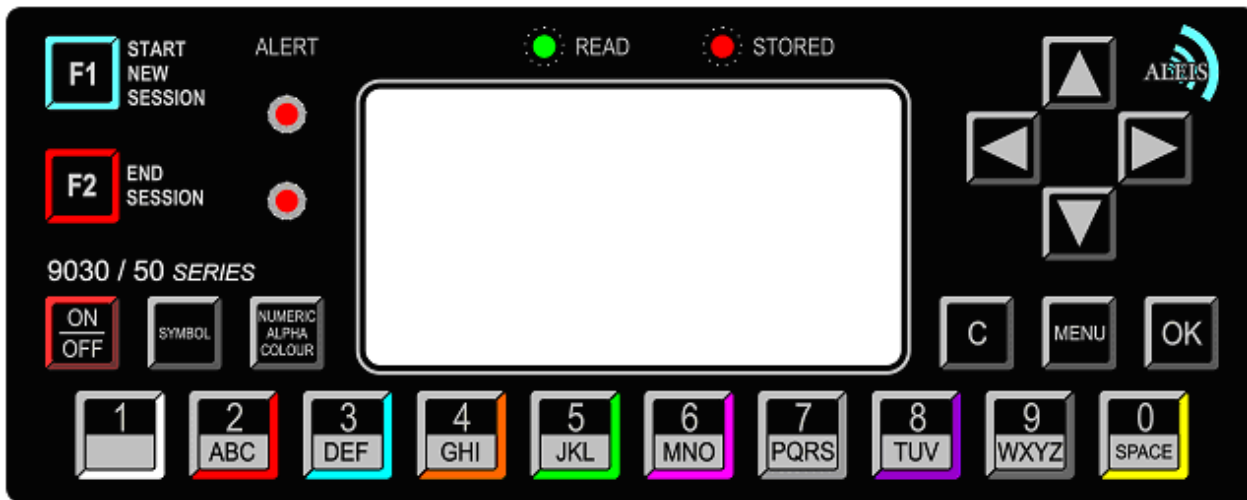 F1
START
NEW
SESSION
ALERT
READ
STORED
ALEIS
F2
END
SESSION
9030 / 50 SERIES
ON
OFF
SYMBOL
NUMERIC
ALPHA
COLOUR
C
MENU
OK
1
2
ABC
3
DEF
4
GHI
5
JKL
6
MNO
7
PQRS
8
TUV
9
WXYZ
0
SPACE